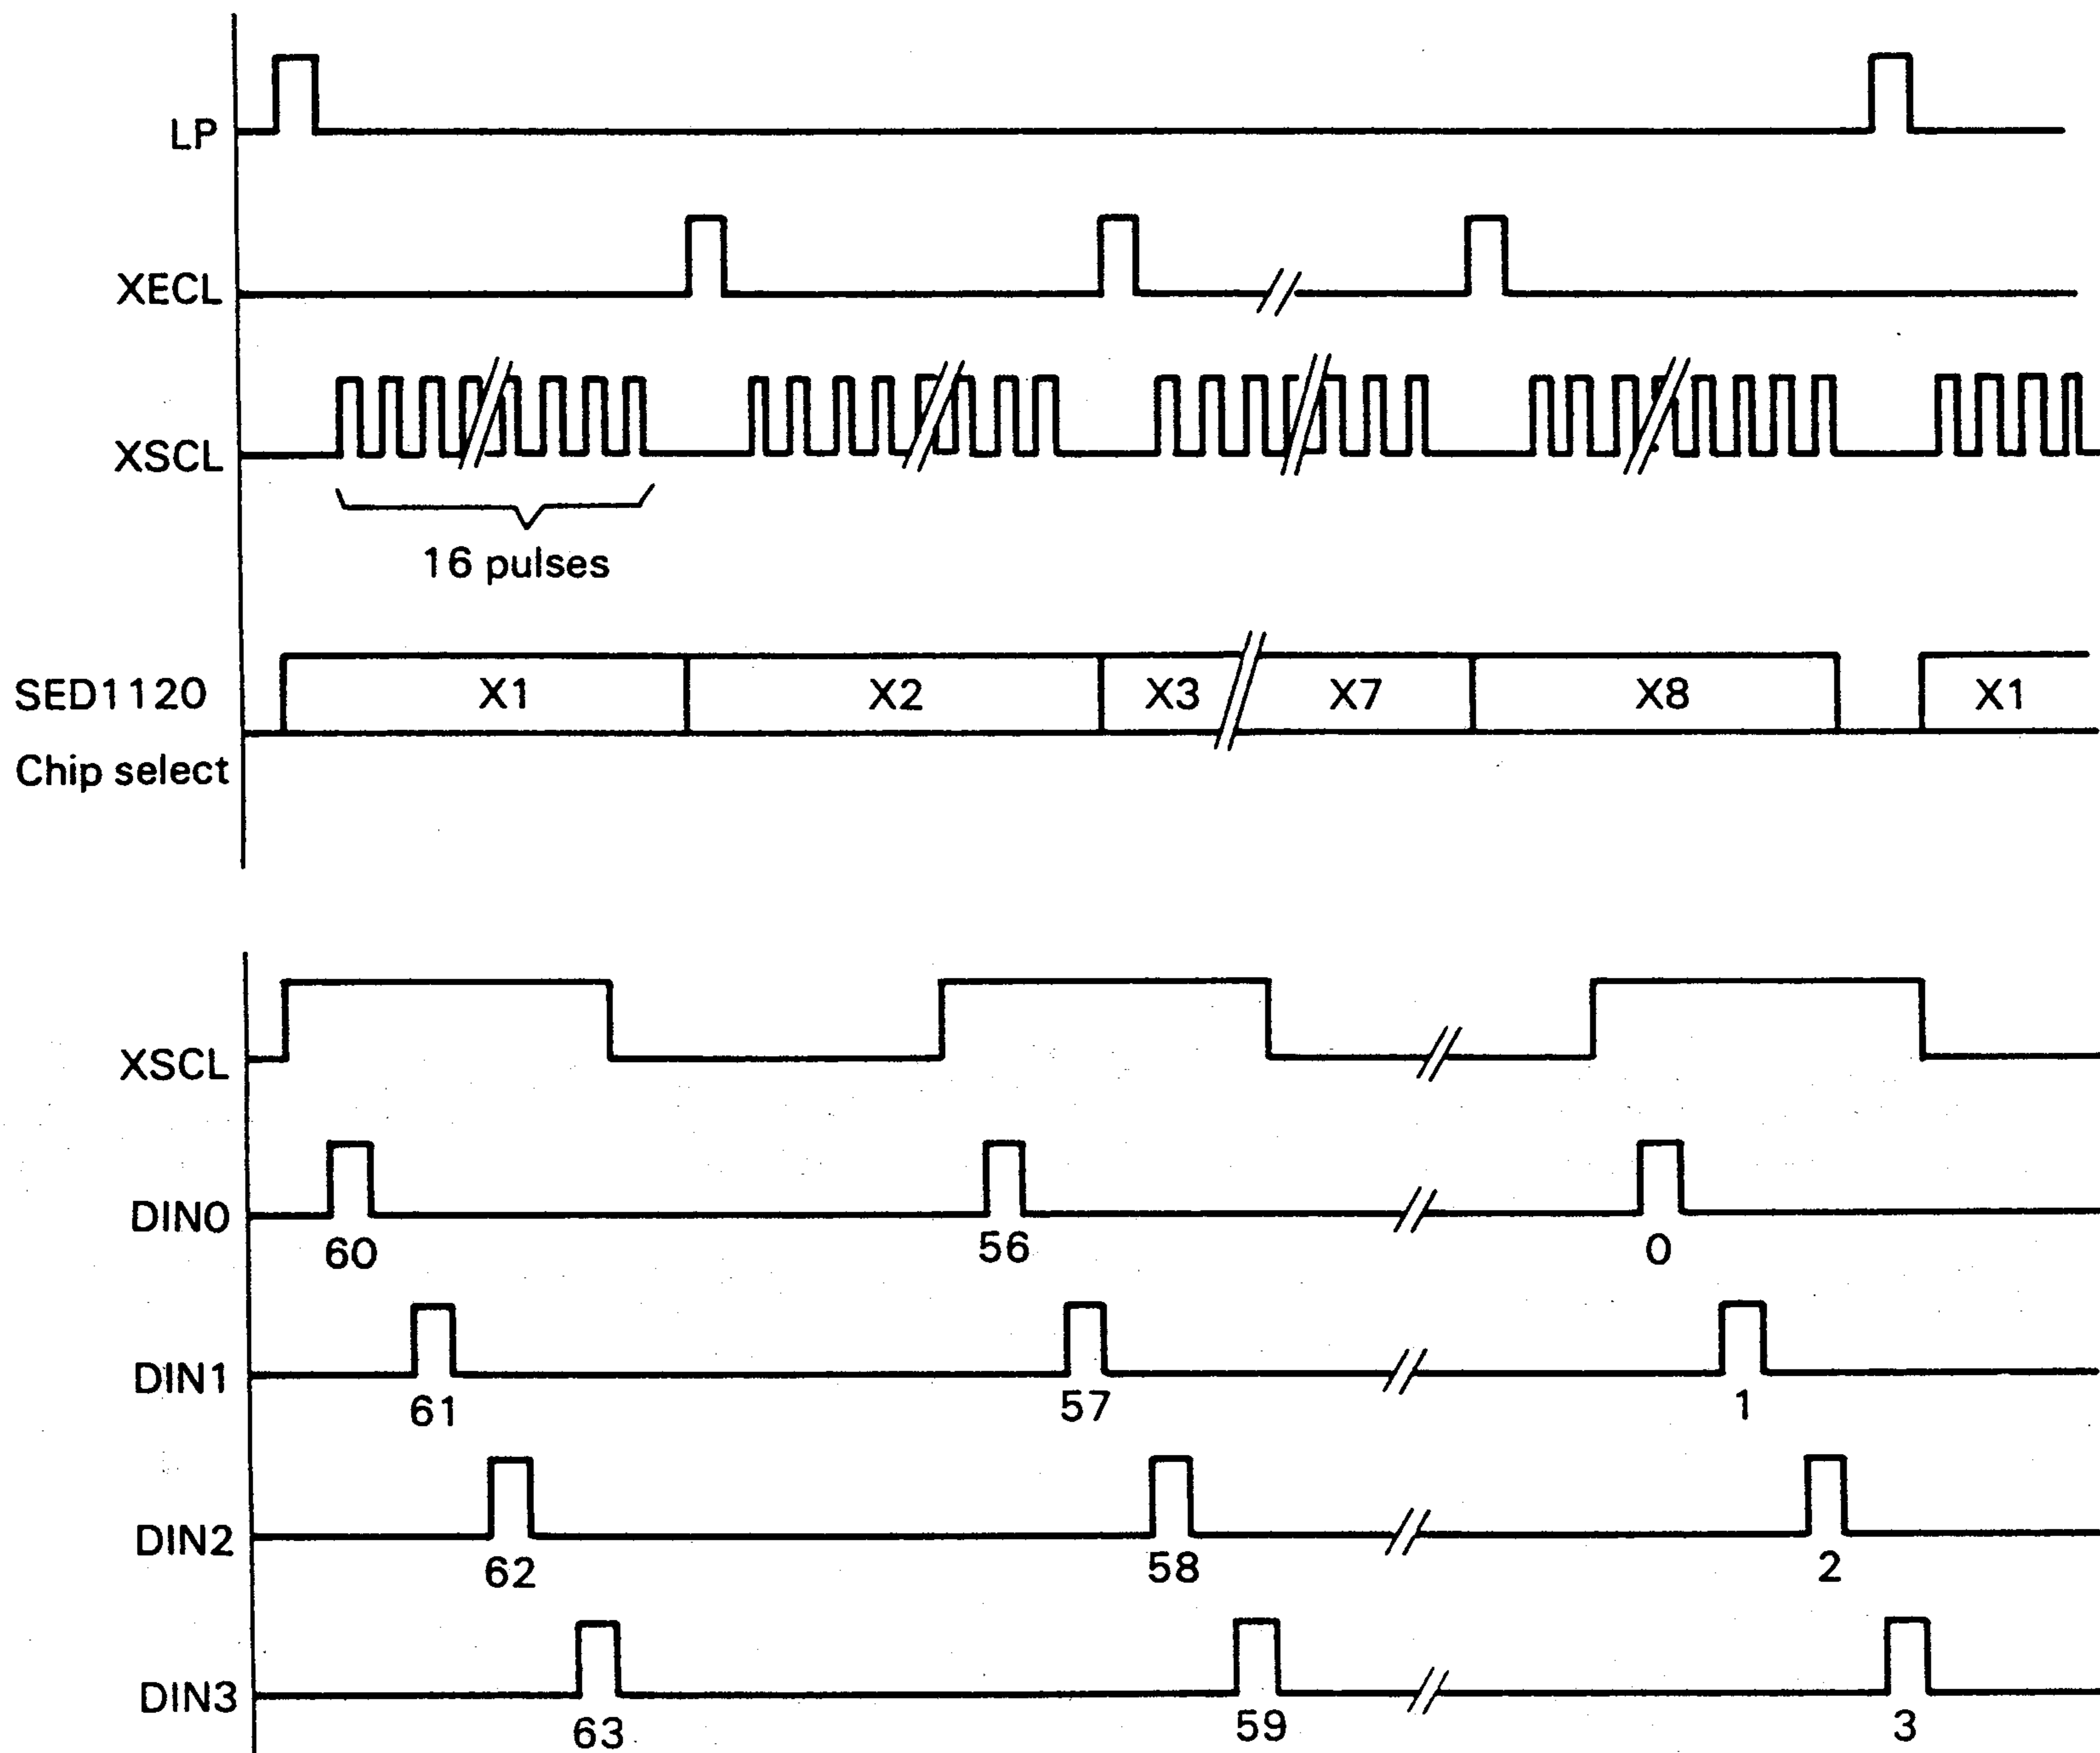 LP
XECL
XSCL
16 pulses
SED1120
Chip select
X1
X2
X3
X7
X8
X1
XSCL
DIN0
60
56
0
DIN1
61
57
1
DIN2
62
58
2
DIN3
63
59
3